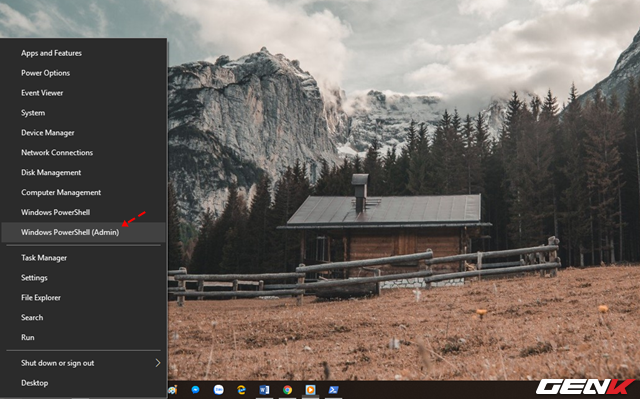 Apps and Features
Power Options
Event Viewer
System
Device Manager
Network Connections
Disk Management
Computer Management
Windows PowerShell
Windows PowerShell (Admin)
Task Manager
Settings
File Explorer
Search
Run
Shut down or sign out
Desktop
GENK